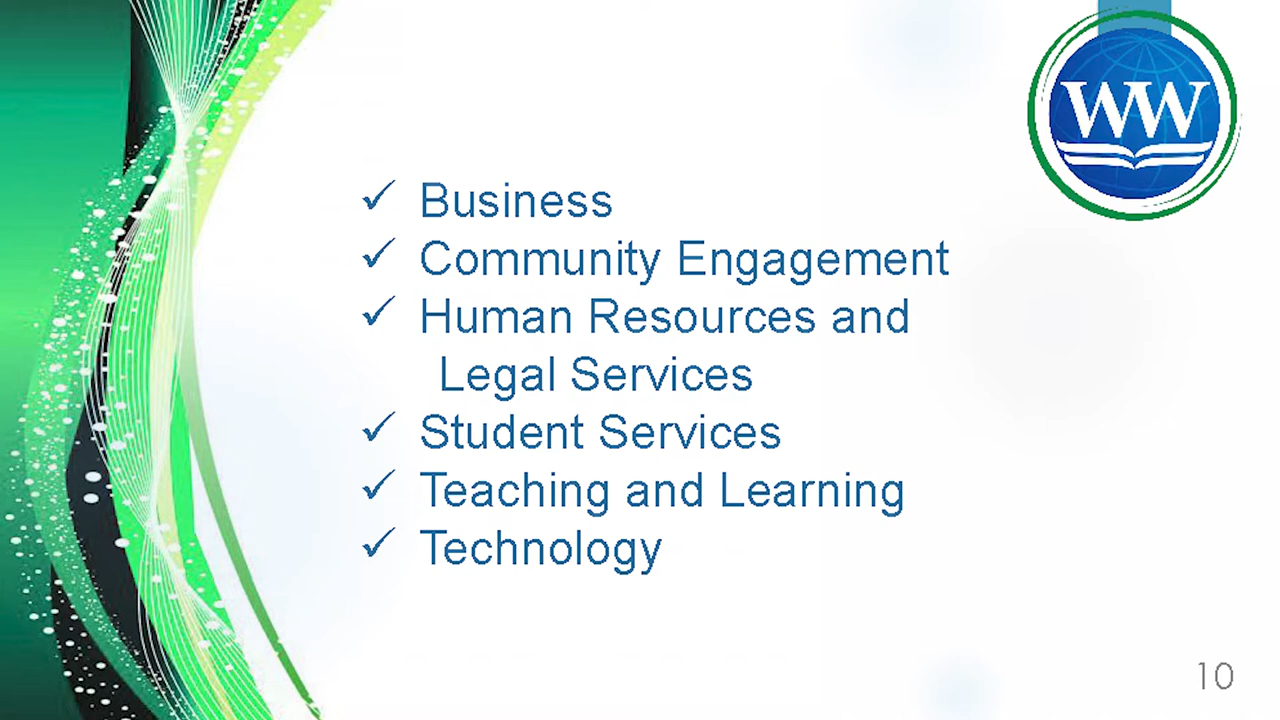 WW
✓ Business
✓ Community Engagement
✓ Human Resources and
Legal Services
✓ Student Services
✓ Teaching and Learning
✓ Technology
10